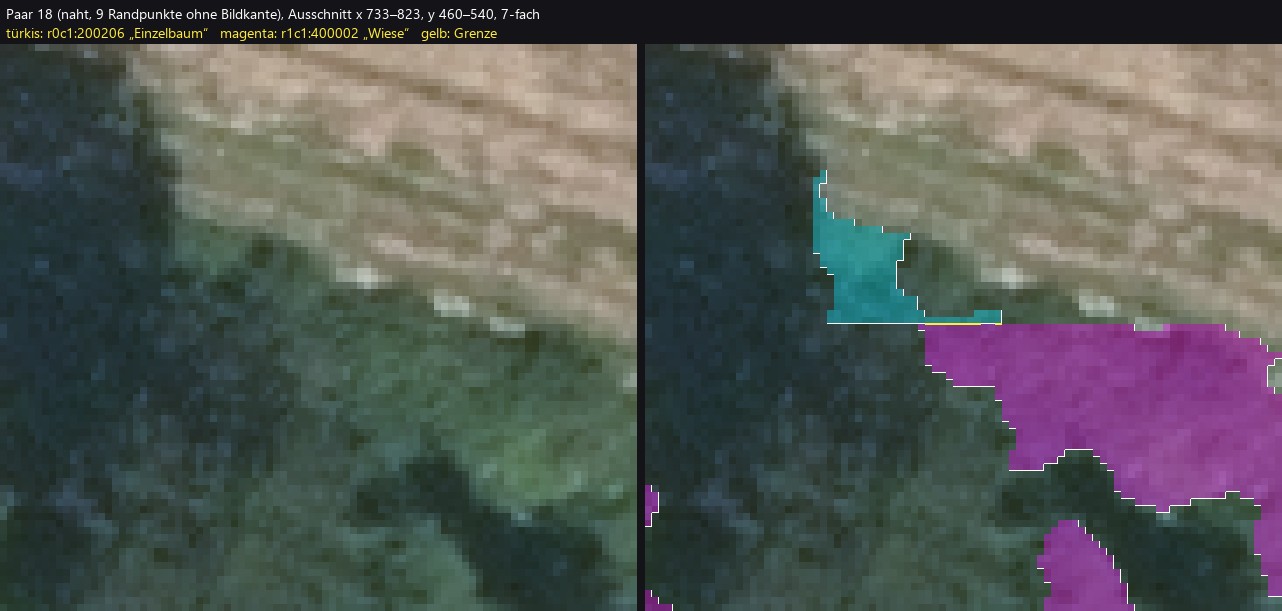 Paar 18 (naht, 9 Randpunkte ohne Bildkante), Ausschnitt x 733–823, y 460–540, 7-fach
türkis: r0c1:200206 „Einzelbaum“ magenta: r1c1:400002 „Wiese“ gelb: Grenze